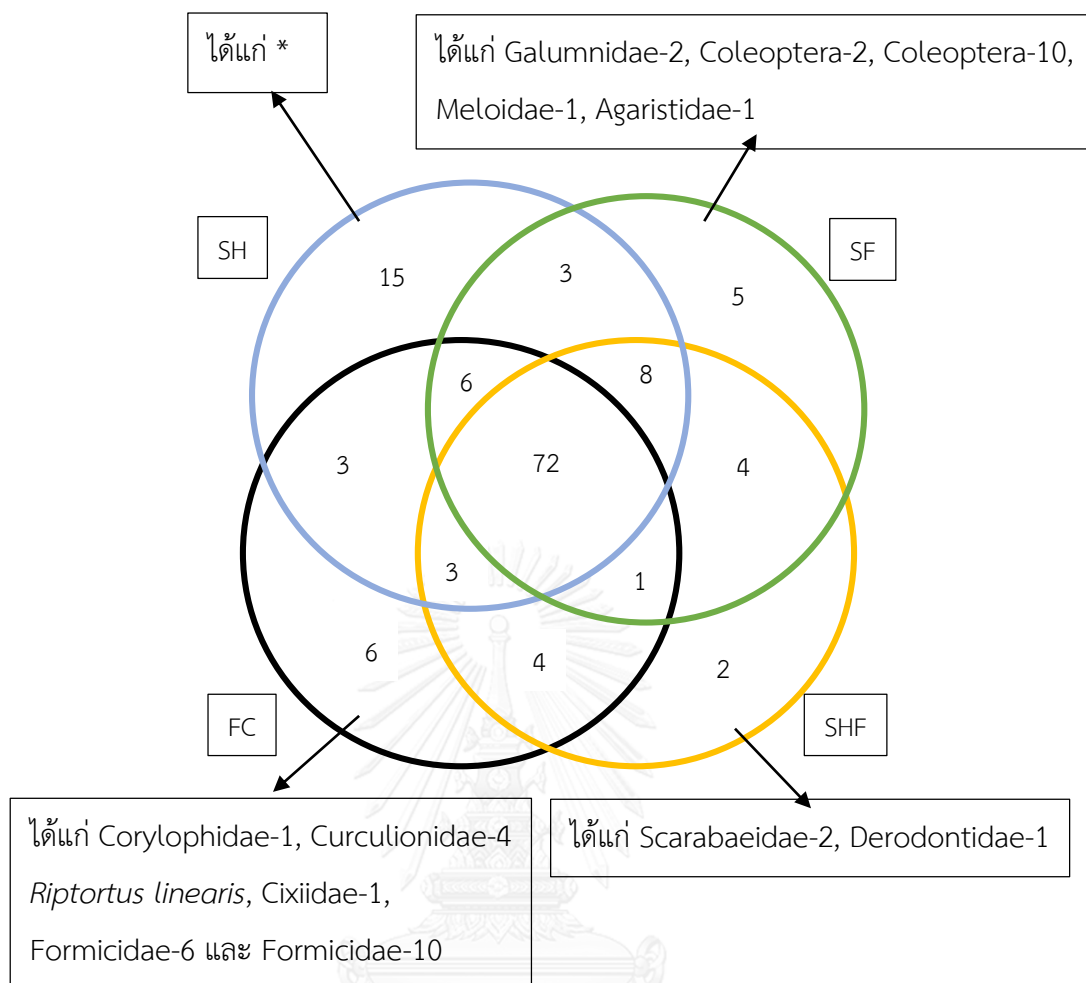 ได้แก่ *
ได้แก่ Galumnidae-2, Coleoptera-2, Coleoptera-10,
Meloidae-1, Agaristidae-1
SH
SF
15
3
5
6
8
3
72
4
3
1
6
4
2
FC
SHF
ได้แก่ Corylophidae-1, Curculionidae-4
Riptortus linearis, Cixiidae-1,
Formicidae-6 และ Formicidae-10
ได้แก่ Scarabaeidae-2, Derodontidae-1